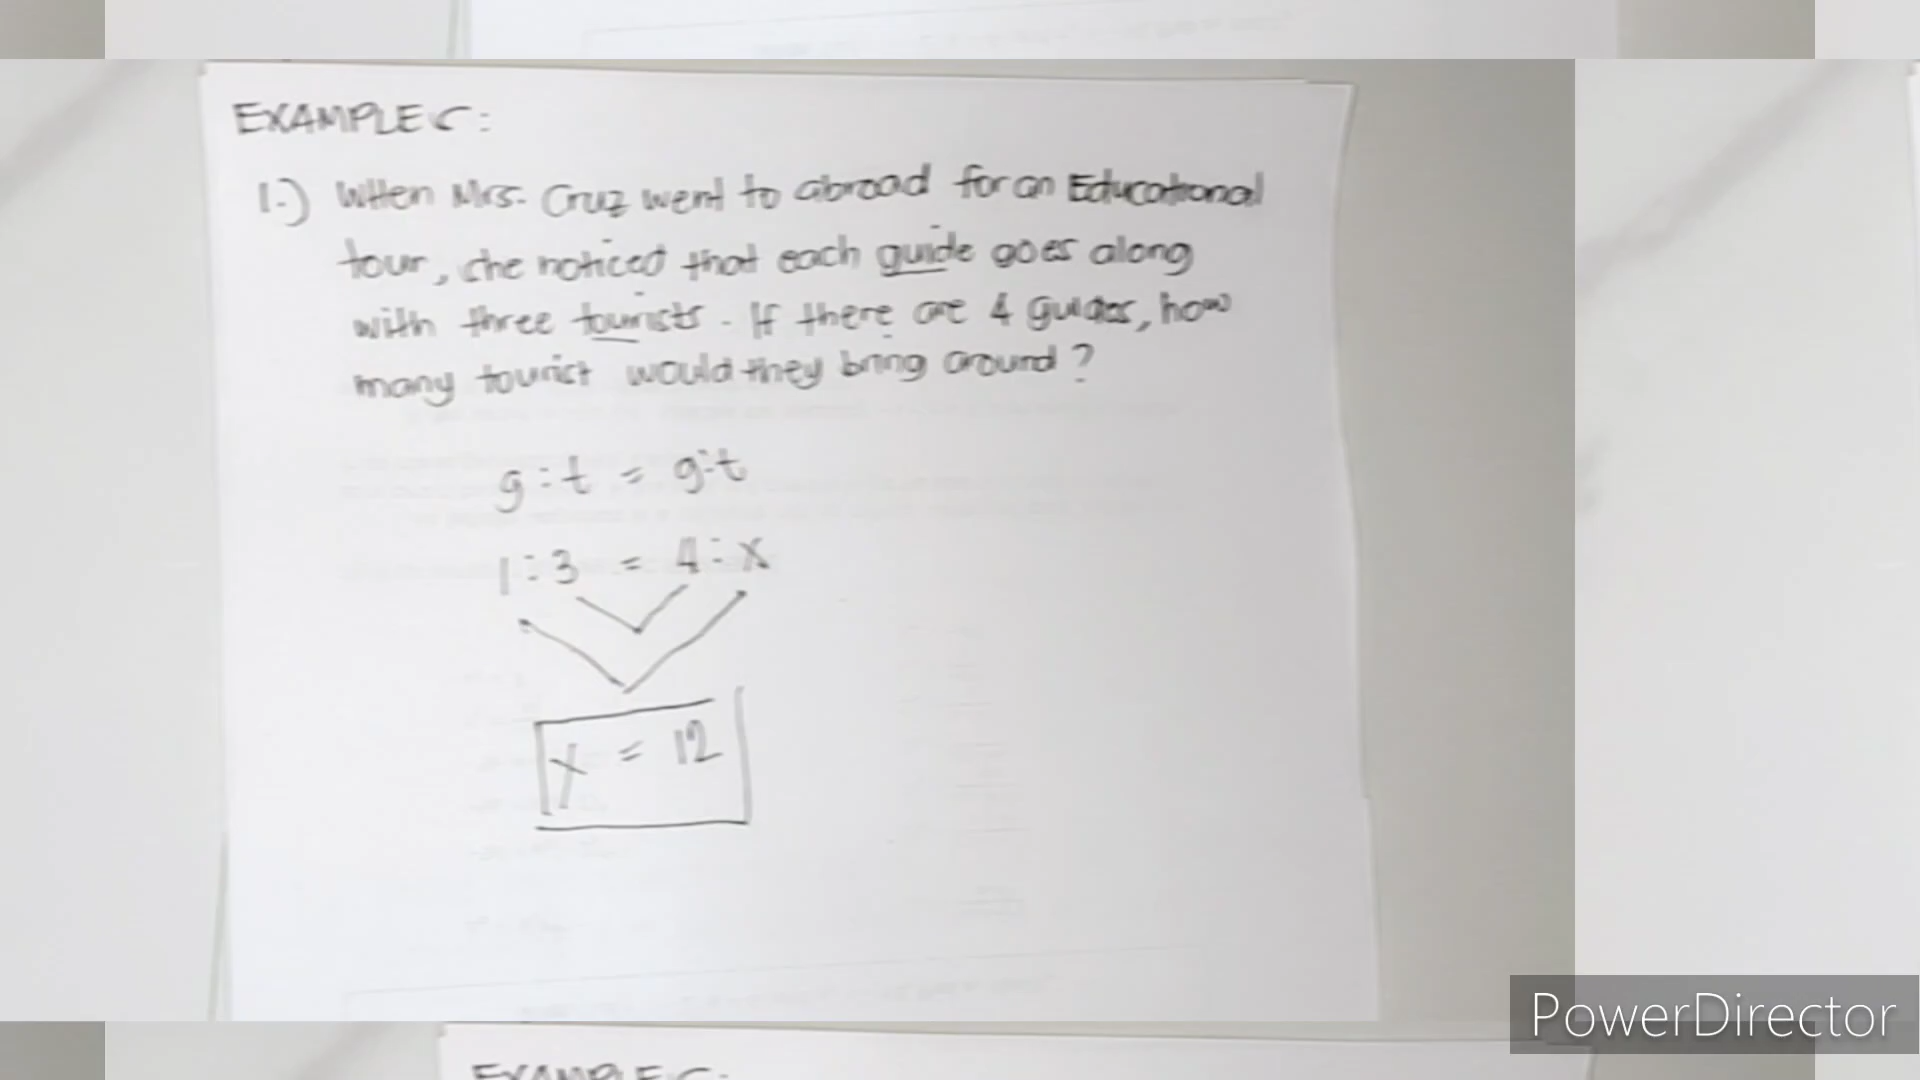 EXAMPLES:
1.) When Mrs. Cruz went to abroad for an Educational
tour, she noticed that each guide goes along
with three tourists. If there are 4 guides, how
many tourist would they bring around?
g:t = g:t
1:3 = 4:x
x = 12
PowerDirector
EXAMPLES: